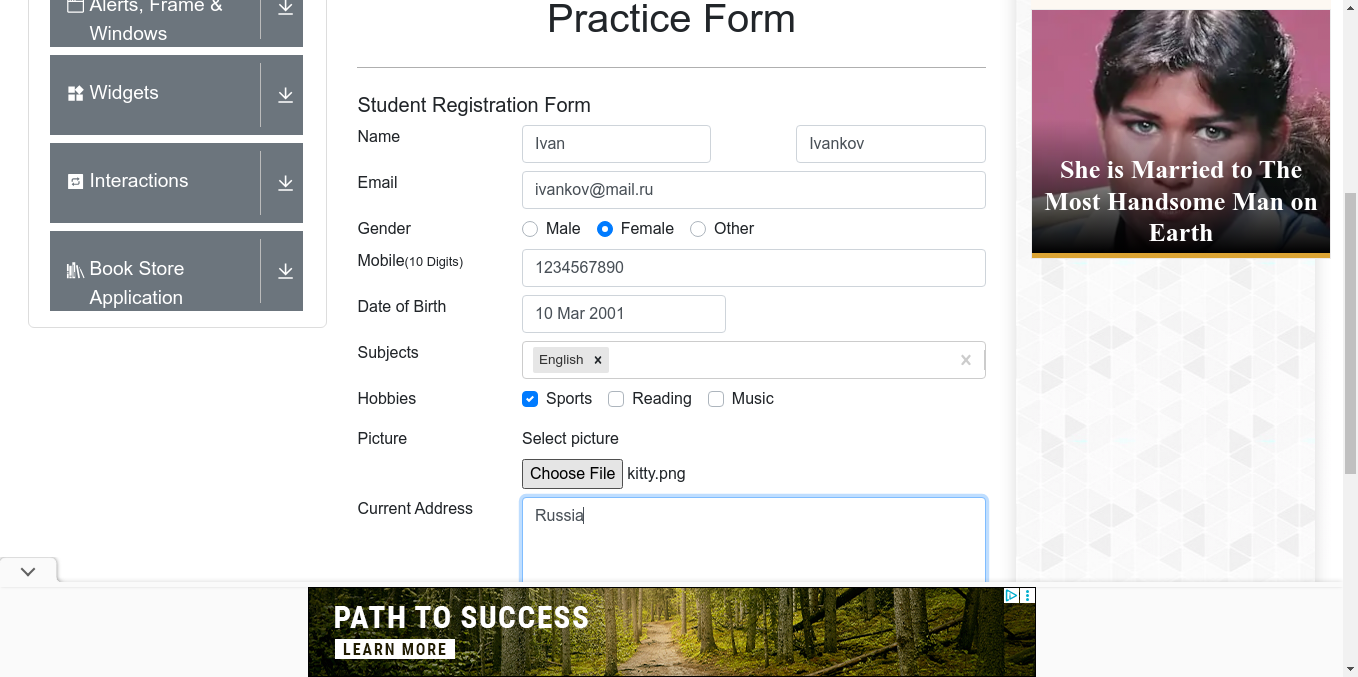 Alerts, Frame &
Windows
Widgets
Interactions
Book Store
Application
Practice Form
Student Registration Form
Name
Ivan
Ivankov
Email
ivankov@mail.ru
Gender
Male
Female
Other
Mobile(10 Digits)
1234567890
Date of Birth
10 Mar 2001
Subjects
English
Hobbies
Sports
Reading
Music
Picture
Select picture
Choose File kitty.png
Current Address
Russia
She is Married to The
Most Handsome Man on
Earth
PATH TO SUCCESS
LEARN MORE